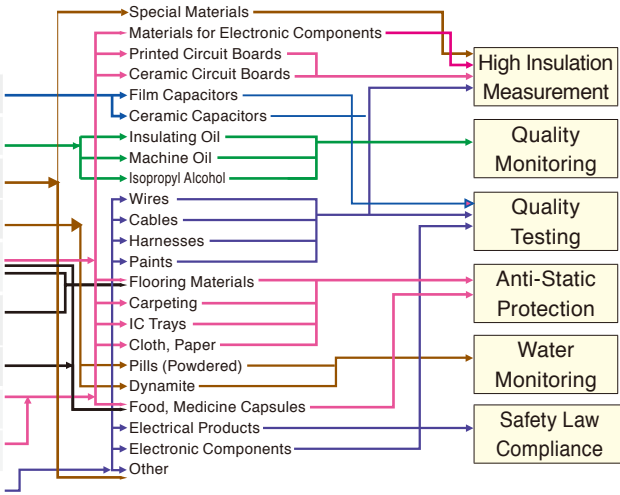 Special Materials
Materials for Electronic Components
Printed Circuit Boards
Ceramic Circuit Boards
Film Capacitors
Ceramic Capacitors
Insulating Oil
Machine Oil
Isopropyl Alcohol
Wires
Cables
Harnesses
Paints
Flooring Materials
Carpeting
IC Trays
Cloth, Paper
Pills (Powdered)
Dynamite
Food, Medicine Capsules
Electrical Products
Electronic Components
Other
High Insulation
Measurement
Quality
Monitoring
Quality
Testing
Anti-Static
Protection
Water
Monitoring
Safety Law
Compliance